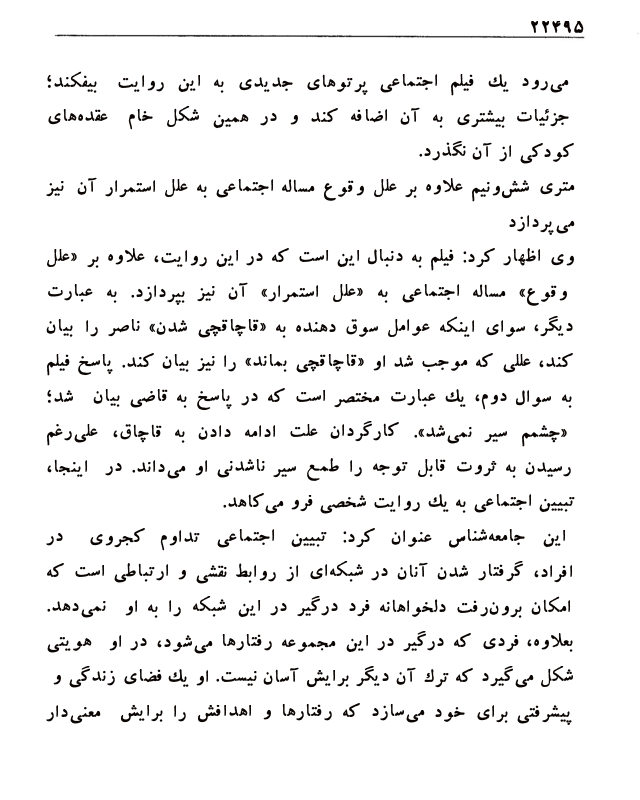 ۲۲۴۹۵
می‌رود يك فیلم اجتماعی پرتوهای جدیدی به این روایت بیفکند؛
جزئیات بیشتری به آن اضافه کند و در همین شکل خام عقده‌های
کودکی از آن نگذرد.
متری شش‌ونیم علاوه بر علل وقوع مساله اجتماعی به علل استمرار آن نیز
می‌پردازد
وی اظهار کرد: فیلم به دنبال این است که در این روایت، علاوه بر «علل
وقوع» مساله اجتماعی به «علل استمرار» آن نیز بپردازد. به عبارت
دیگر، سوای اینکه عوامل سوق دهنده به «قاچاقچی شدن» ناصر را بیان
کند، عللی که موجب شد او «قاچاقچی بماند» را نیز بیان کند. پاسخ فیلم
به سوال دوم، يك عبارت مختصر است که در پاسخ به قاضی بیان شد؛
«چشمم سیر نمی‌شد». کارگردان علت ادامه دادن به قاچاق، علی‌رغم
رسیدن به ثروت قابل توجه را طمع سیر ناشدنی او می‌داند. در اینجا،
تبیین اجتماعی به يك روایت شخصی فرو می‌کاهد.
این جامعه‌شناس عنوان کرد: تبیین اجتماعی تداوم کجروی در
افراد، گرفتار شدن آنان در شبکه‌ای از روابط نقشی و ارتباطی است که
امکان برون‌رفت دلخواهانه فرد درگیر در این شبکه را به او نمی‌دهد.
بعلاوه، فردی که درگیر در این مجموعه رفتارها می‌شود، در او هویتی
شکل می‌گیرد که ترك آن دیگر برایش آسان نیست. او يك فضای زندگی و
پیشرفتی برای خود می‌سازد که رفتارها و اهدافش را برایش معنی‌دار